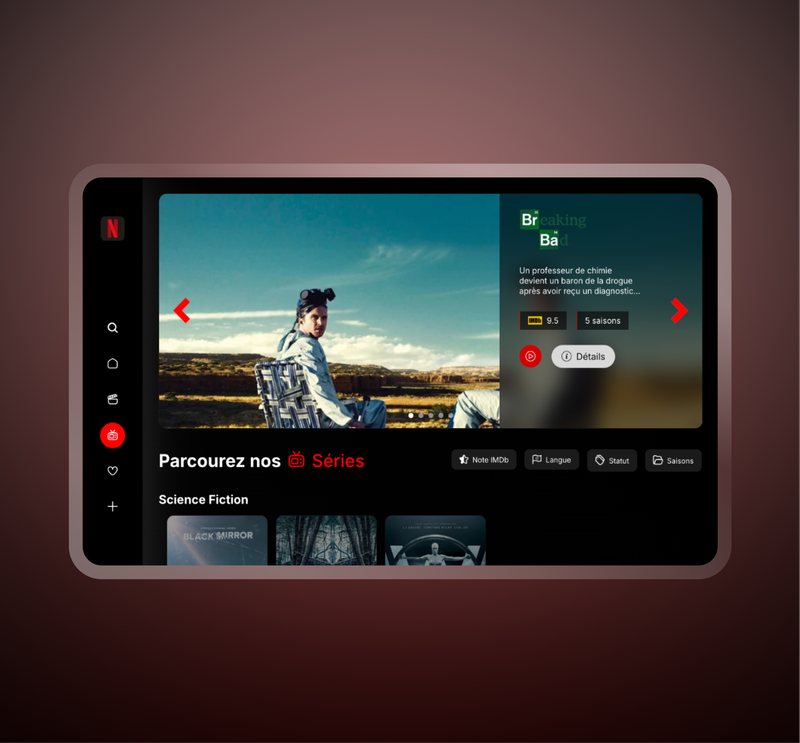 N
Breaking
Bad
Un professeur de chimie
devient un baron de la drogue
après avoir reçu un diagnostic...
IMDb 9.5
5 saisons
Détails
Parcourez nos Séries
Note IMDb
Langue
Statut
Saisons
Science Fiction
BLACK MIRROR